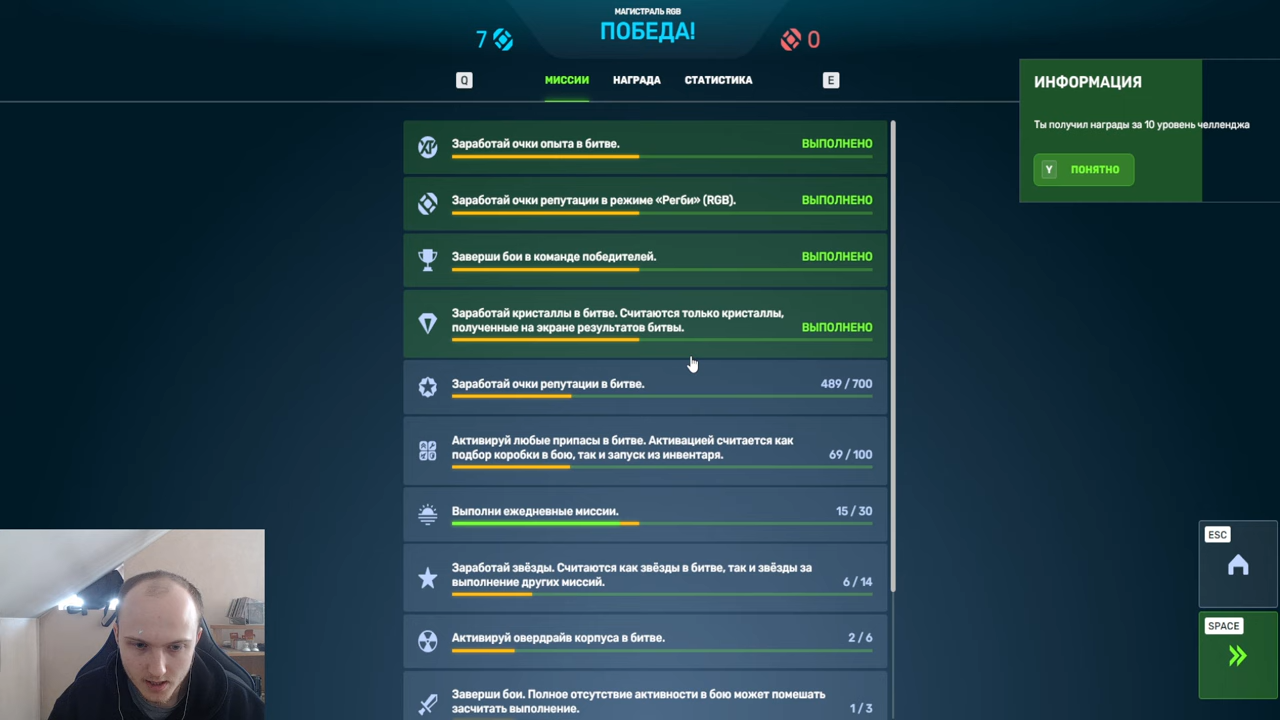 МАГИСТРАЛЬ RGB
7 ПОБЕДА! 0
Q МИССИИ НАГРАДА СТАТИСТИКА E
ИНФОРМАЦИЯ
Ты получил награды за 10 уровень челленджа
Y ПОНЯТНО
Заработай очки опыта в битве. ВЫПОЛНЕНО
Заработай очки репутации в режиме «Регби» (RGB). ВЫПОЛНЕНО
Заверши бои в команде победителей. ВЫПОЛНЕНО
Заработай кристаллы в битве. Считаются только кристаллы,
полученные на экране результатов битвы. ВЫПОЛНЕНО
Заработай очки репутации в битве. 489 / 700
Активируй любые припасы в битве. Активацией считается как
подбор коробки в бою, так и запуск из инвентаря. 69 / 100
Выполни ежедневные миссии. 15 / 30
Заработай звёзды. Считаются как звёзды в битве, так и звёзды за
выполнение других миссий. 6 / 14
Активируй овердрайв корпуса в битве. 2 / 6
Заверши бои. Полное отсутствие активности в бою может помешать
засчитать выполнение. 1 / 3
ESC
SPACE